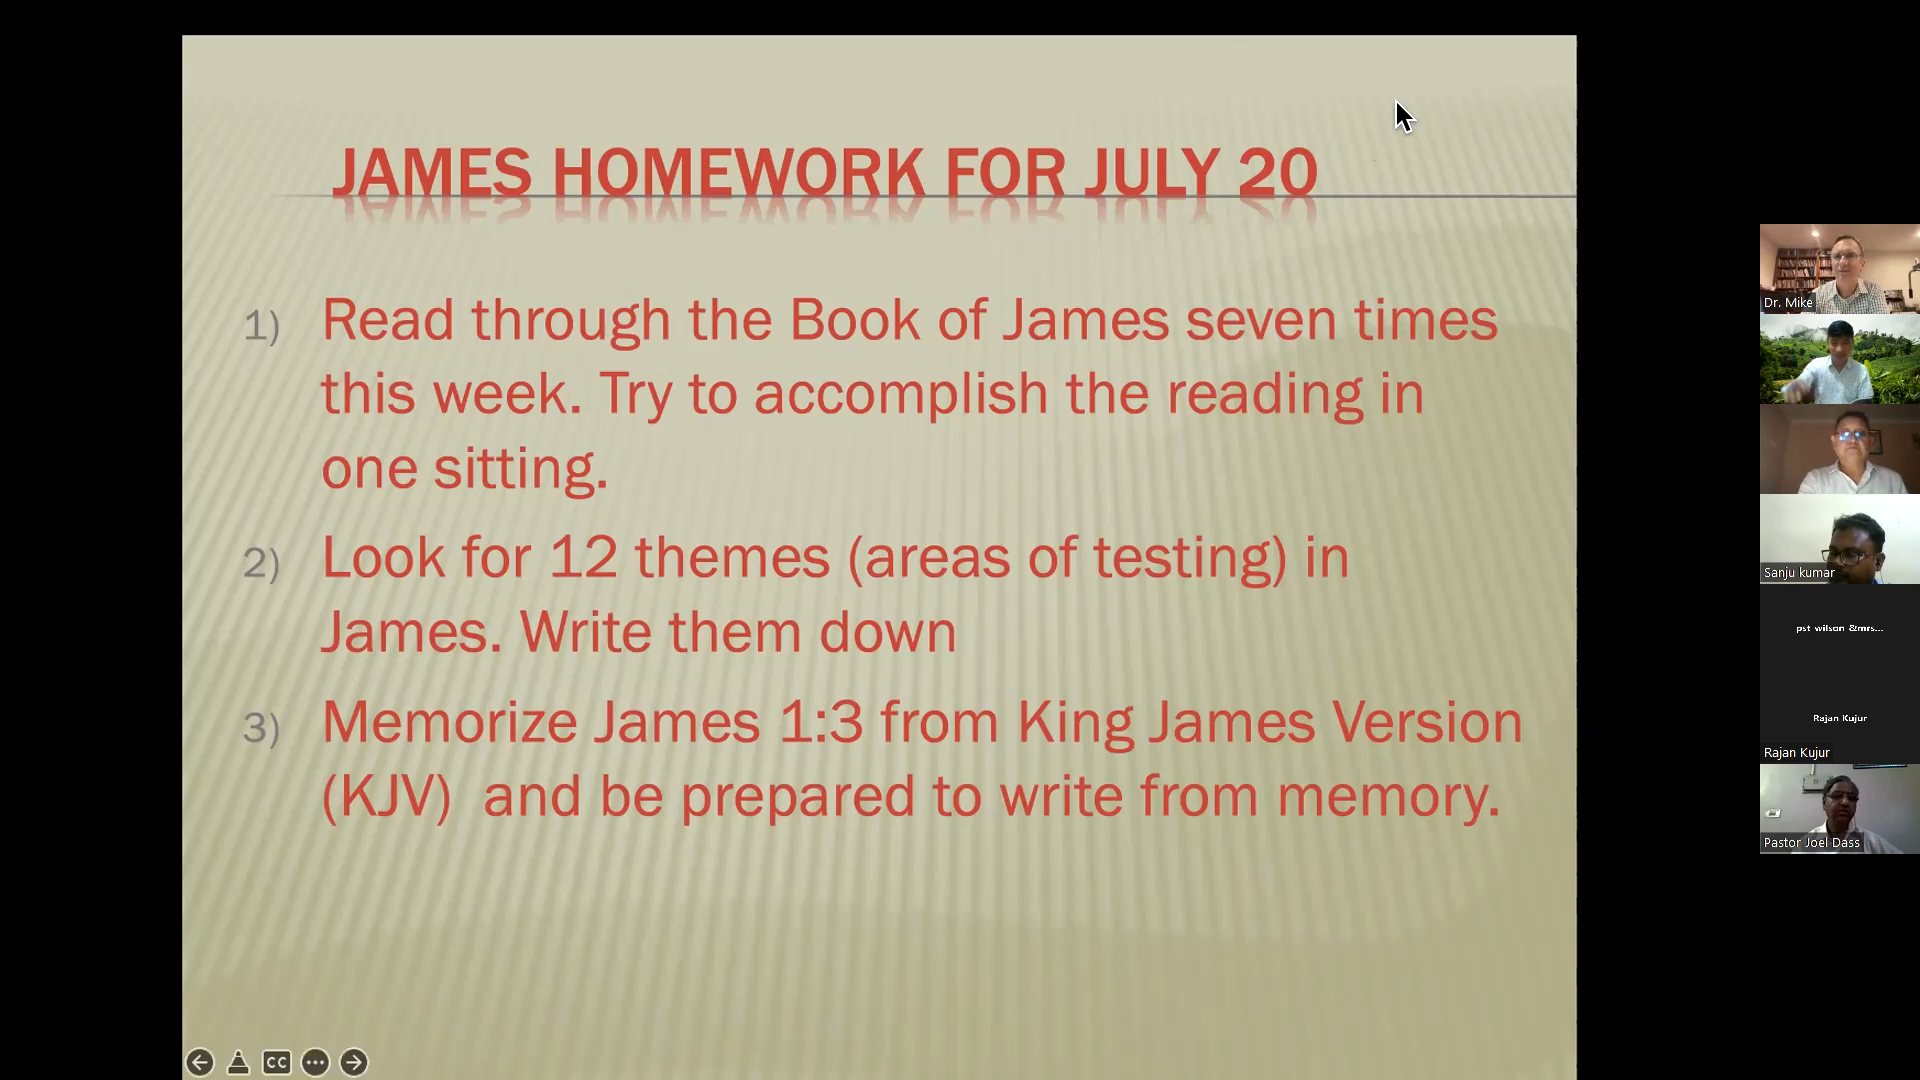 JAMES HOMEWORK FOR JULY 20
1) Read through the Book of James seven times
this week. Try to accomplish the reading in
one sitting.
2) Look for 12 themes (areas of testing) in
James. Write them down
3) Memorize James 1:3 from King James Version
(KJV) and be prepared to write from memory.
CC
Dr. Mike
Sanju kumar
pst wilson &mrs...
Rajan Kujur
Rajan Kujur
Pastor Joel Dass